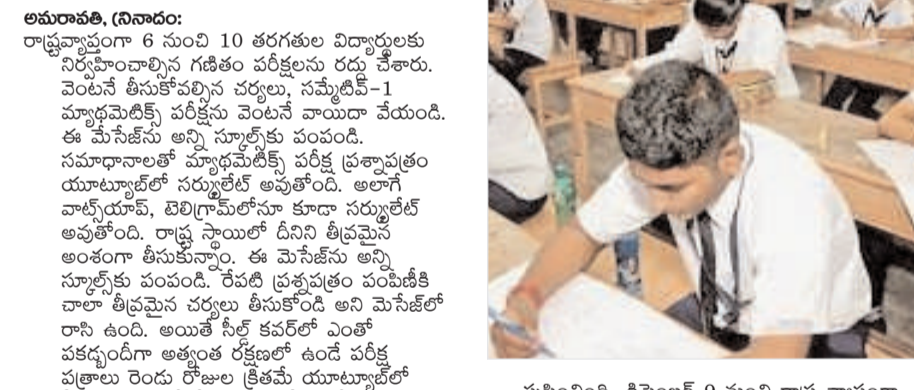 అమరావతి, (నినాదం:
రాష్ట్రవ్యాప్తంగా 6 నుంచి 10 తరగతుల విద్యార్థులకు
నిర్వహించాల్సిన గణితం పరీక్షలను రద్దు చేశారు.
వెంటనే తీసుకోవల్సిన చర్యలు, సమ్మేటివ్-1
మ్యాథమెటిక్స్ పరీక్షను వెంటనే వాయిదా వేయండి.
ఈ మేసేజ్‌ను అన్ని స్కూల్స్‌కు పంపండి.
సమాధానాలతో మ్యాథమెటిక్స్ పరీక్ష ప్రశ్నాపత్రం
యూట్యూబ్‌లో సర్క్యులేట్ అవుతోంది. అలాగే
వాట్స్‌యాప్, టెలిగ్రామ్‌లోనూ కూడా సర్క్యులేట్
అవుతోంది. రాష్ట్ర స్థాయిలో దీనిని తీవ్రమైన
అంశంగా తీసుకున్నాం. ఈ మెసేజ్‌ను అన్ని
స్కూల్స్‌కు పంపండి. రేపటి ప్రశ్నపత్రం పంపిణీకి
చాలా తీవ్రమైన చర్యలు తీసుకోండి అని మెసేజ్‌లో
రాసి ఉంది. అయితే సీల్డ్ కవర్‌లో ఎంతో
పకడ్బందీగా అత్యంత రక్షణలో ఉండే పరీక్ష
పత్రాలు రెండు రోజుల క్రితమే యూట్యూబ్‌లో